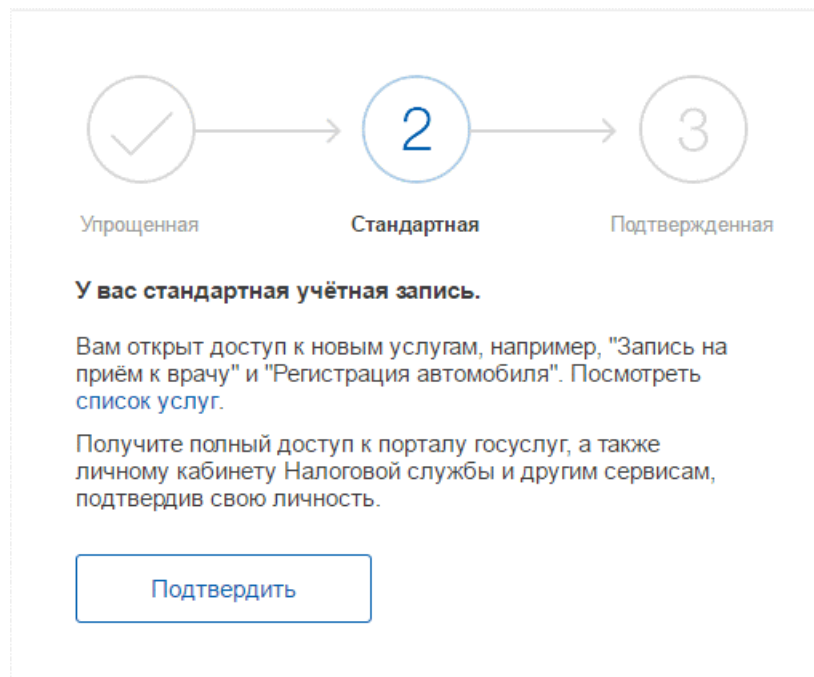 2
3
Упрощенная
Стандартная
Подтвержденная
У вас стандартная учётная запись.
Вам открыт доступ к новым услугам, например, "Запись на
приём к врачу" и "Регистрация автомобиля". Посмотреть
список услуг.
Получите полный доступ к порталу госуслуг, а также
личному кабинету Налоговой службы и другим сервисам,
подтвердив свою личность.
Подтвердить